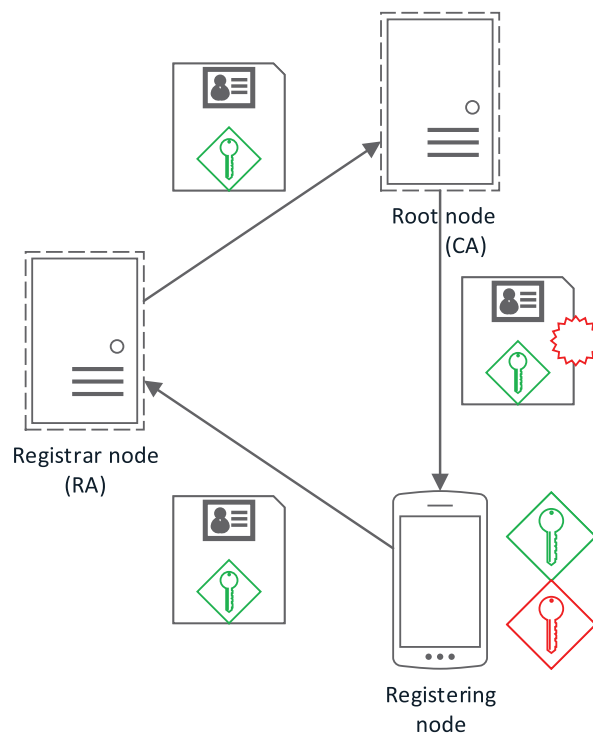 Root node
(CA)
Registrar node
(RA)
Registering
node